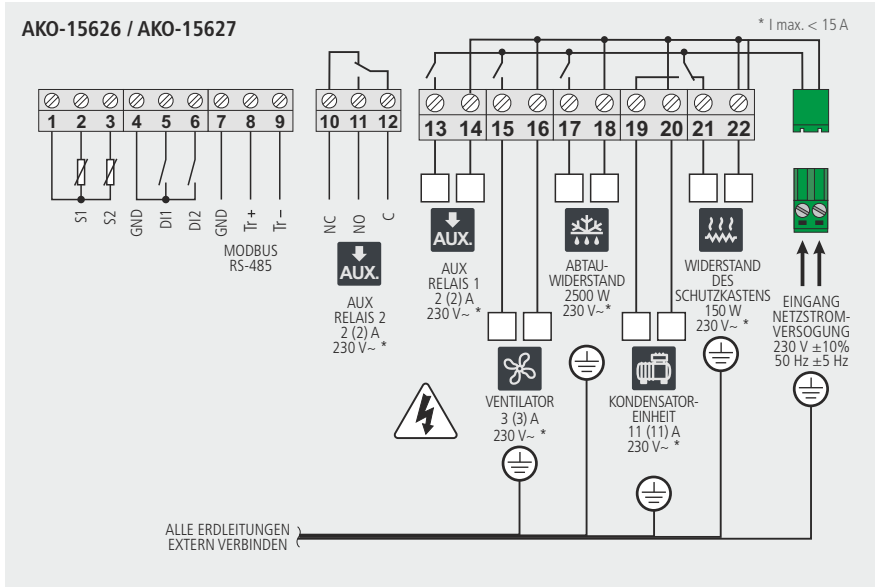 AKO-15626 / AKO-15627
* I max. < 15 A
1 2 3 4 5 6 7 8 9
10 11 12
13 14 15 16 17 18 19 20 21 22
S1
S2
GND
DI1
DI2
GND
Tr +
Tr –
MODBUS
RS-485
NC
NO
C
AUX.
AUX
RELAIS 2
2 (2) A
230 V~ *
AUX.
AUX
RELAIS 1
2 (2) A
230 V~ *
ABTAU-
WIDERSTAND
2500 W
230 V~*
WIDERSTAND
DES
SCHUTZKASTENS
150 W
230 V~ *
EINGANG
NETZSTROM-
VERSOGUNG
230 V ±10%
50 Hz ±5 Hz
VENTILATOR
3 (3) A
230 V~ *
KONDENSATOR-
EINHEIT
11 (11) A
230 V~ *
ALLE ERDLEITUNGEN
EXTERN VERBINDEN